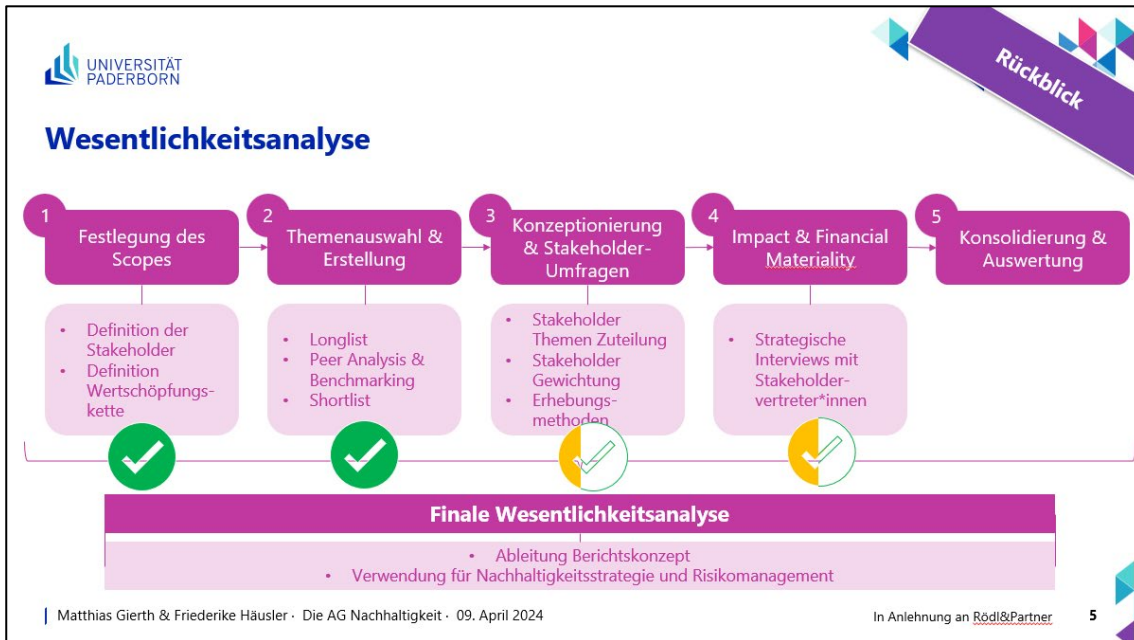 UNIVERSITÄT
PADERBORN
Rückblick
Wesentlichkeitsanalyse
1
Festlegung des
Scopes
2
Themenauswahl &
Erstellung
3
Konzeptionierung
& Stakeholder-
Umfragen
4
Impact & Financial
Materiality
5
Konsolidierung &
Auswertung
• Definition der
Stakeholder
• Definition
Wertschöpfungs-
kette
• Longlist
• Peer Analysis &
Benchmarking
• Shortlist
• Stakeholder
Themen Zuteilung
• Stakeholder
Gewichtung
• Erhebungs-
methoden
• Strategische
Interviews mit
Stakeholder-
vertreter*innen
Finale Wesentlichkeitsanalyse
• Ableitung Berichtskonzept
• Verwendung für Nachhaltigkeitsstrategie und Risikomanagement
Matthias Gierth & Friederike Häusler · Die AG Nachhaltigkeit · 09. April 2024
In Anlehnung an Rödl&Partner
5